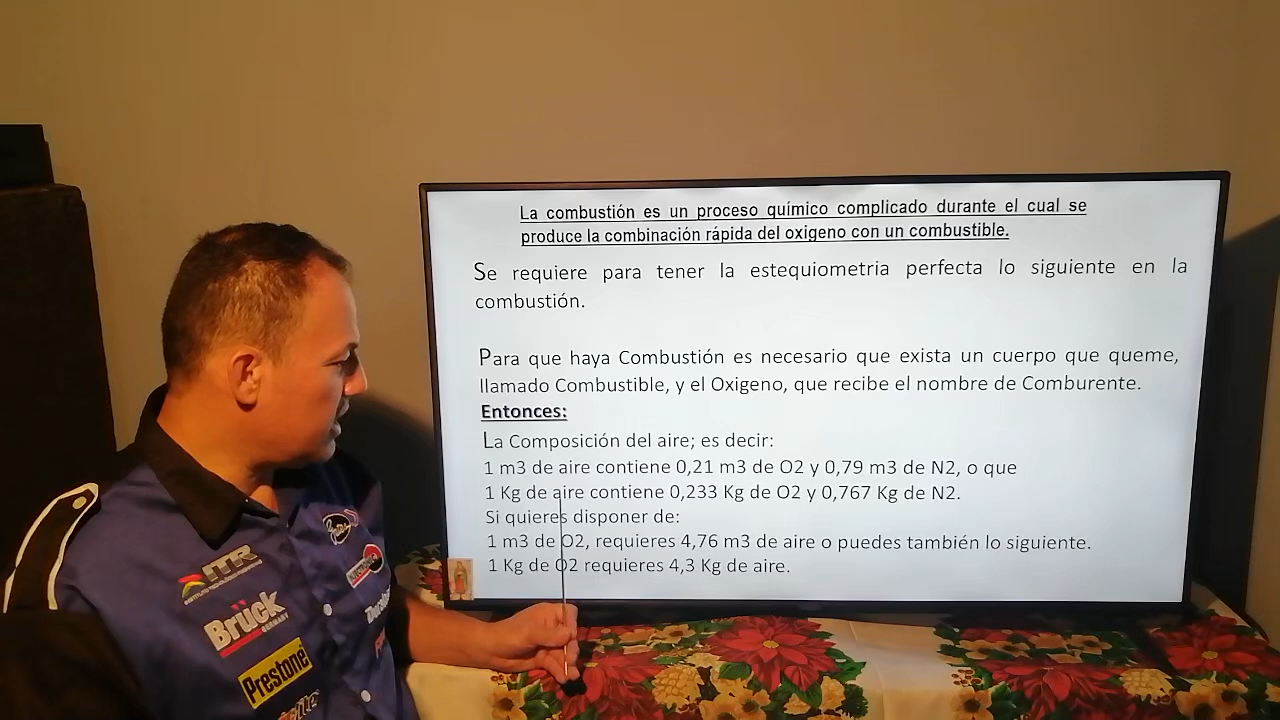 La combustión es un proceso químico complicado durante el cual se
produce la combinación rápida del oxigeno con un combustible.
Se requiere para tener la estequiometria perfecta lo siguiente en la
combustión.
Para que haya Combustión es necesario que exista un cuerpo que queme,
llamado Combustible, y el Oxigeno, que recibe el nombre de Comburente.
Entonces:
La Composición del aire; es decir:
1 m3 de aire contiene 0,21 m3 de O2 y 0,79 m3 de N2, o que
1 Kg de aire contiene 0,233 Kg de O2 y 0,767 Kg de N2.
Si quieres disponer de:
1 m3 de O2, requieres 4,76 m3 de aire o puedes también lo siguiente.
1 Kg de O2 requieres 4,3 Kg de aire.
ITR
Brück
GERMANY
Prestone